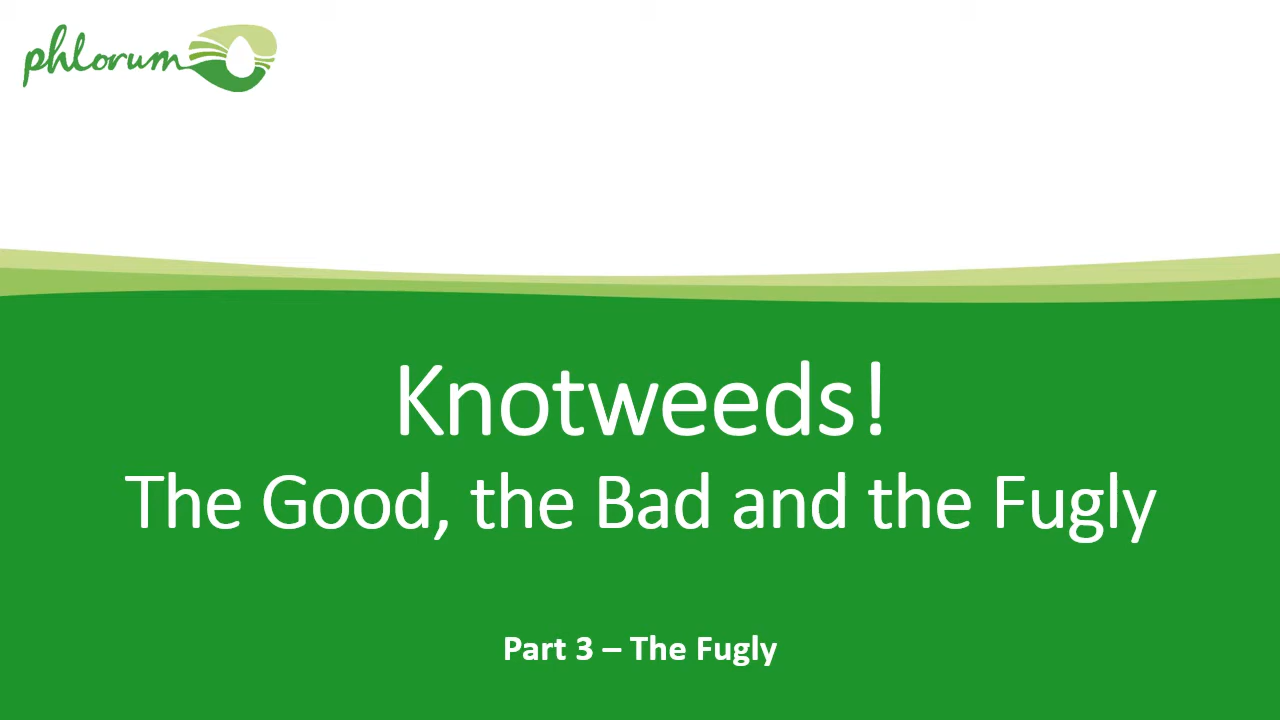 phlorum
Knotweeds!
The Good, the Bad and the Fugly
Part 3 – The Fugly